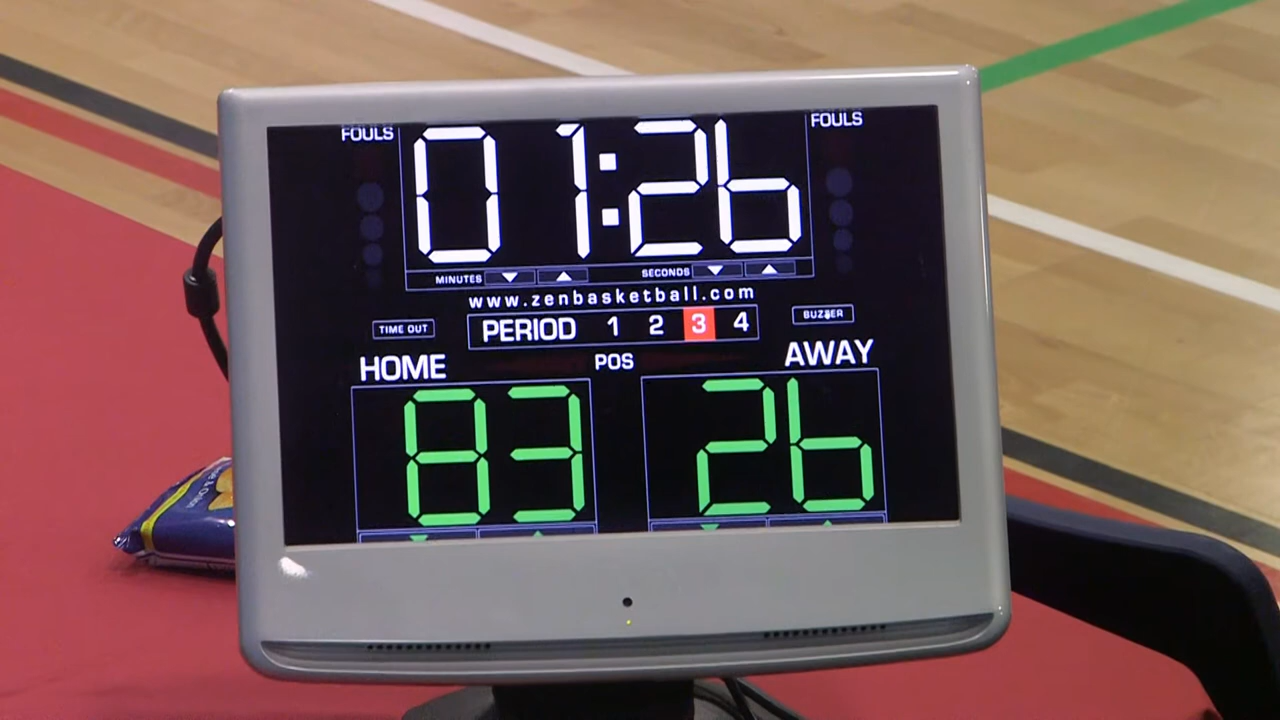 FOULS 01:26 FOULS
MINUTES SECONDS
www.zenbasketball.com
TIME OUT PERIOD 1 2 3 4 BUZZER
HOME POS AWAY
83 26
& Onion